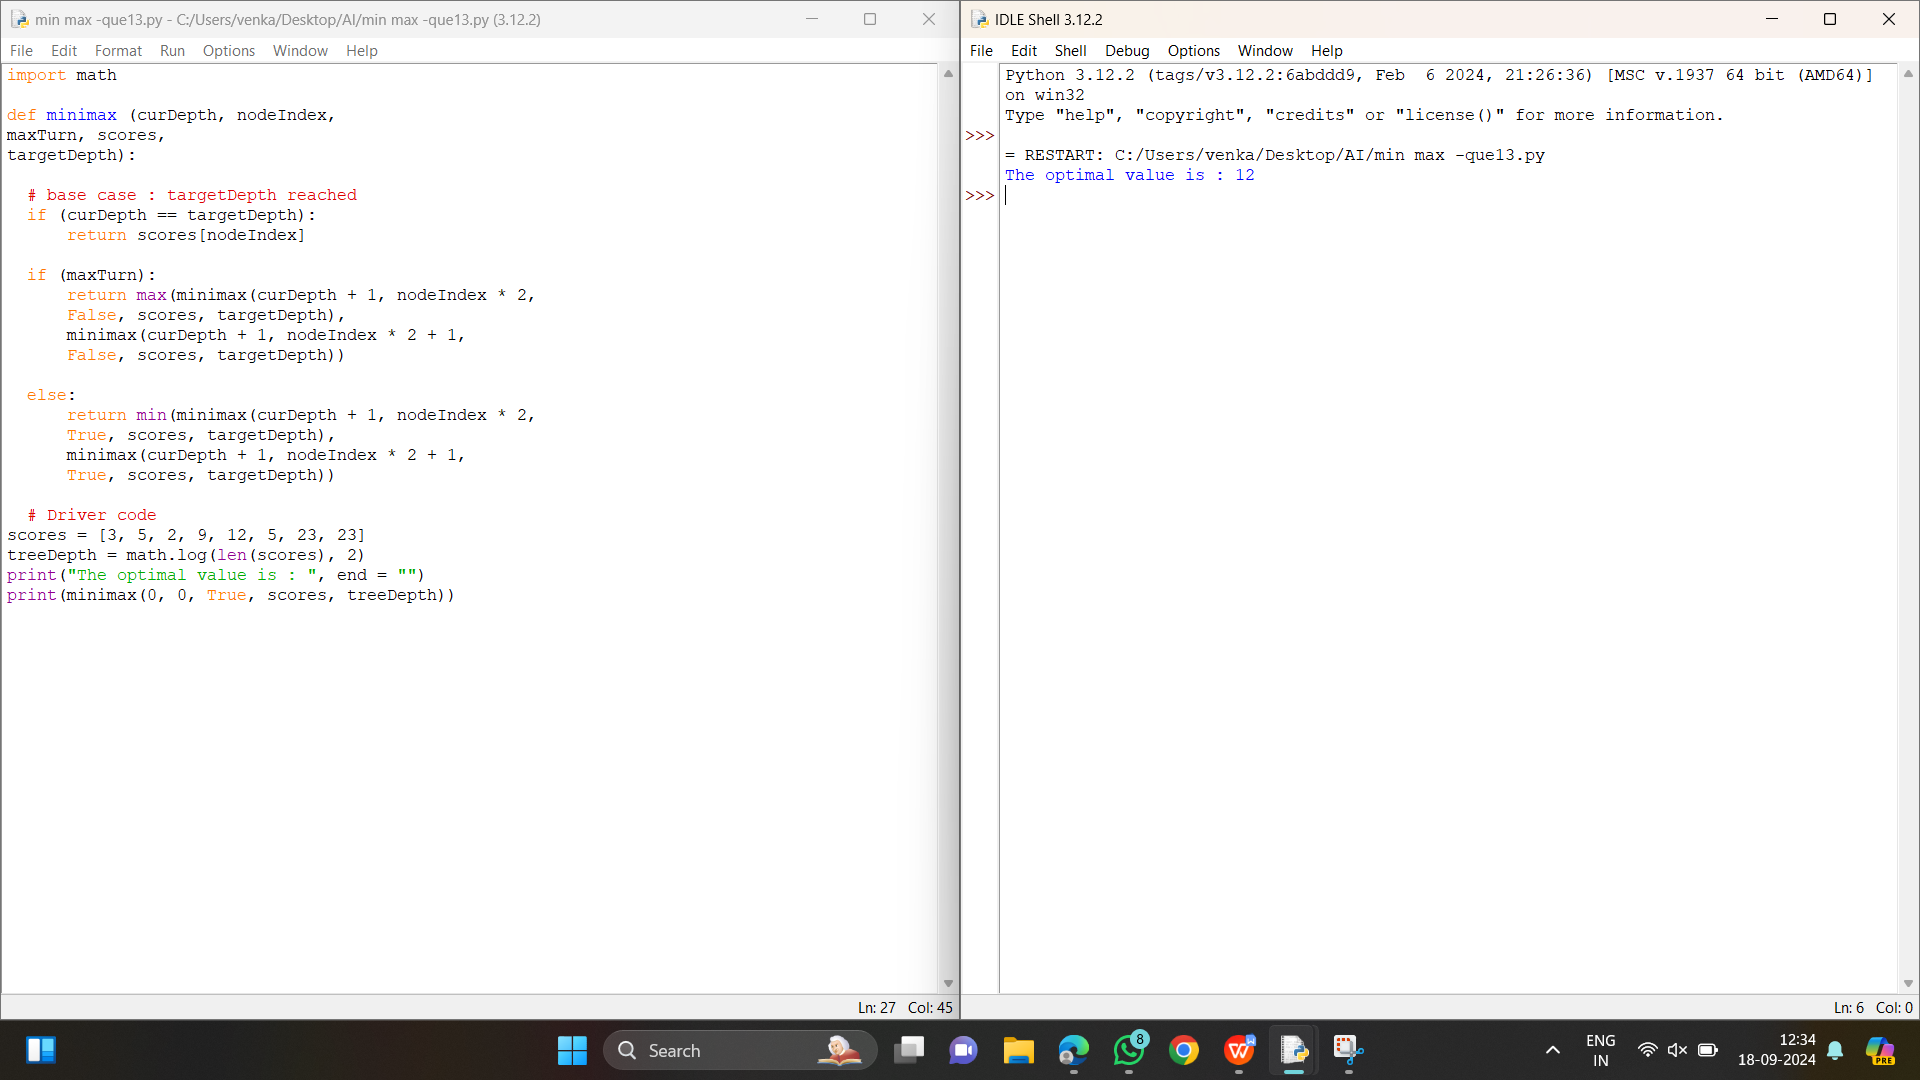 min max -que13.py - C:/Users/venka/Desktop/AI/min max -que13.py (3.12.2)
File Edit Format Run Options Window Help
import math
def minimax (curDepth, nodeIndex,
maxTurn, scores,
targetDepth):
# base case : targetDepth reached
if (curDepth == targetDepth):
return scores[nodeIndex]
if (maxTurn):
return max(minimax(curDepth + 1, nodeIndex * 2,
False, scores, targetDepth),
minimax(curDepth + 1, nodeIndex * 2 + 1,
False, scores, targetDepth))
else:
return min(minimax(curDepth + 1, nodeIndex * 2,
True, scores, targetDepth),
minimax(curDepth + 1, nodeIndex * 2 + 1,
True, scores, targetDepth))
# Driver code
scores = [3, 5, 2, 9, 12, 5, 23, 23]
treeDepth = math.log(len(scores), 2)
print("The optimal value is : ", end = "")
print(minimax(0, 0, True, scores, treeDepth))
Ln: 27 Col: 45
IDLE Shell 3.12.2
File Edit Shell Debug Options Window Help
Python 3.12.2 (tags/v3.12.2:6abddd9, Feb  6 2024, 21:26:36) [MSC v.1937 64 bit (AMD64)]
on win32
Type "help", "copyright", "credits" or "license()" for more information.
>>>
= RESTART: C:/Users/venka/Desktop/AI/min max -que13.py
The optimal value is : 12
>>>
Ln: 6 Col: 0
Search
8
W
W
ENG
IN
12:34
18-09-2024
PRE